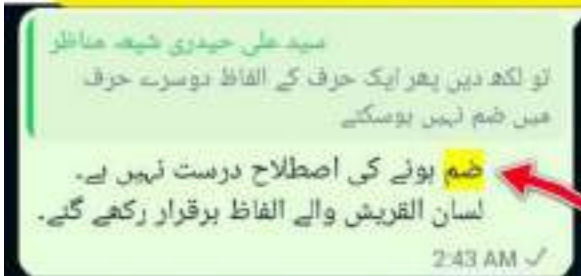 سید علی حیدری شیعہ مناظر
تو لکھ دیں پھر ایک حرف کے الفاظ دوسرے حرف
میں ضم نہیں ہوسکتے
ضم ہونے کی اصطلاح درست نہیں ہے۔
لسان القریش والے الفاظ برقرار رکھے گئے۔
2:43 AM ✓